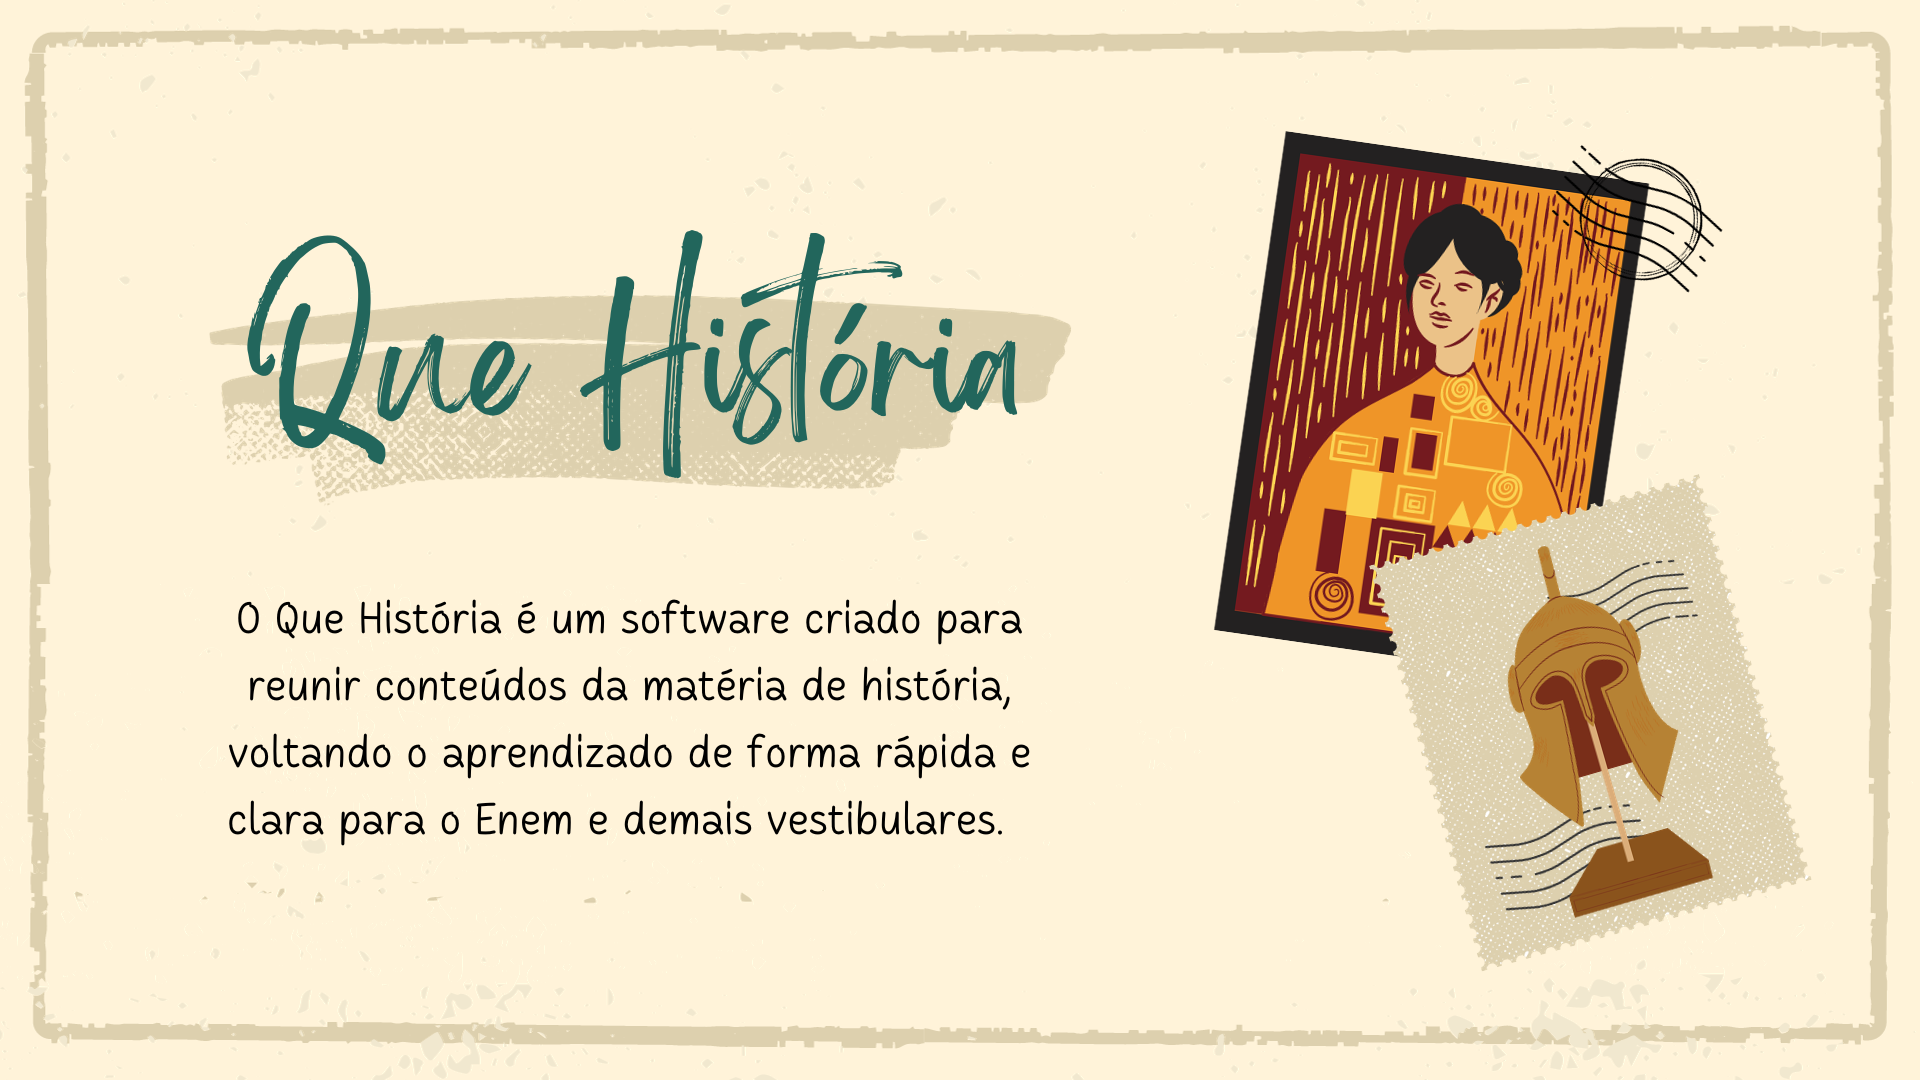 Que História
O Que História é um software criado para
reunir conteúdos da matéria de história,
voltando o aprendizado de forma rápida e
clara para o Enem e demais vestibulares.